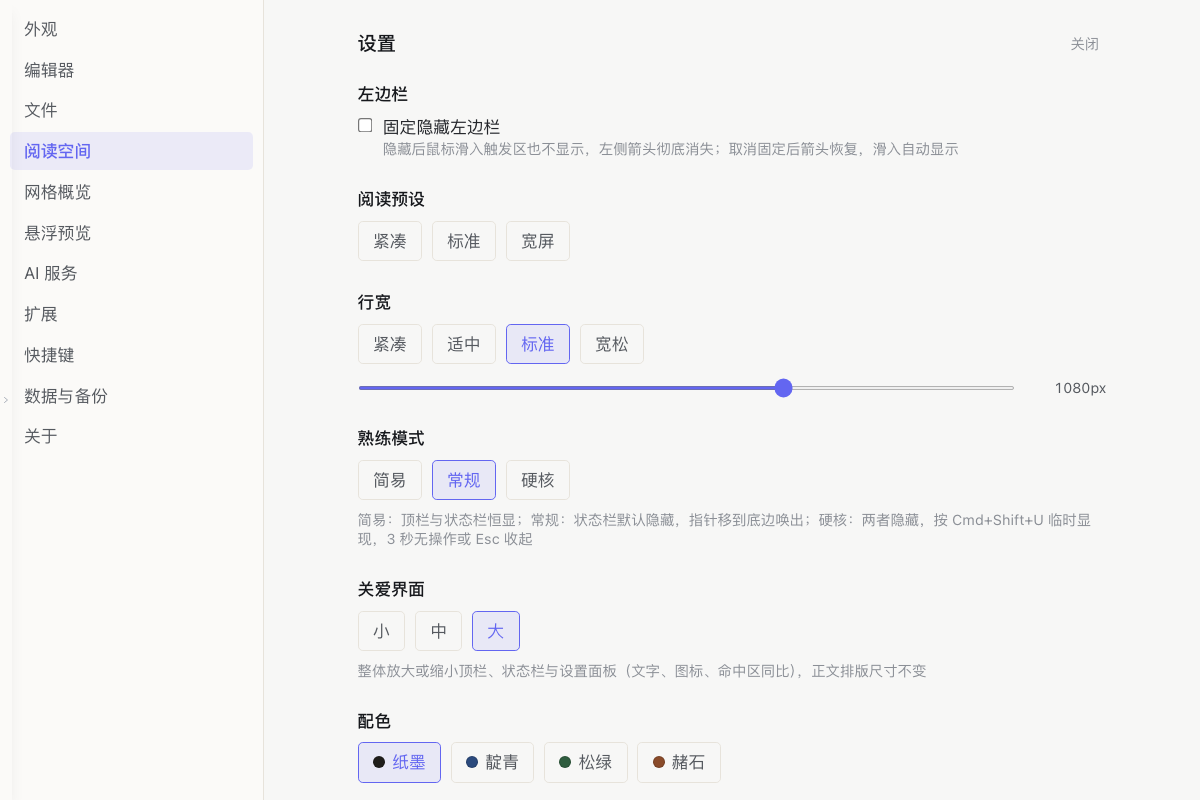 外观
编辑器
文件
阅读空间
网格概览
悬浮预览
AI 服务
扩展
快捷键
数据与备份
关于
设置
关闭
左边栏
固定隐藏左边栏
隐藏后鼠标滑入触发区也不显示，左侧箭头彻底消失；取消固定后箭头恢复，滑入自动显示
阅读预设
紧凑 标准 宽屏
行宽
紧凑 适中 标准 宽松
1080px
熟练模式
简易 常规 硬核
简易：顶栏与状态栏恒显；常规：状态栏默认隐藏，指针移到底边唤出；硬核：两者隐藏，按 Cmd+Shift+U 临时显
现，3 秒无操作或 Esc 收起
关爱界面
小 中 大
整体放大或缩小顶栏、状态栏与设置面板（文字、图标、命中区同比），正文排版尺寸不变
配色
纸墨 靛青 松绿 赭石